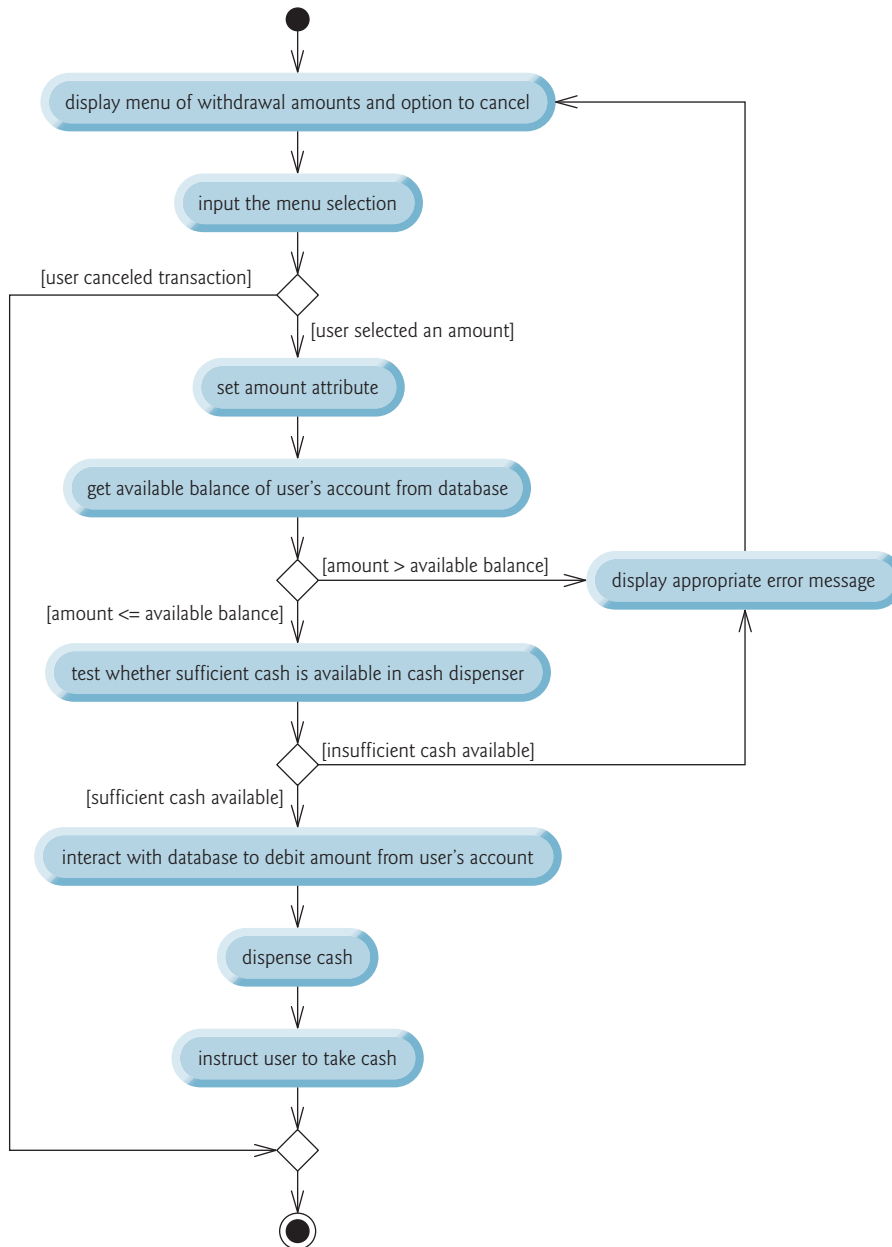 display menu of withdrawal amounts and option to cancel
input the menu selection
[user canceled transaction]
[user selected an amount]
set amount attribute
get available balance of user's account from database
[amount > available balance]
display appropriate error message
[amount <= available balance]
test whether sufficient cash is available in cash dispenser
[insufficient cash available]
[sufficient cash available]
interact with database to debit amount from user's account
dispense cash
instruct user to take cash